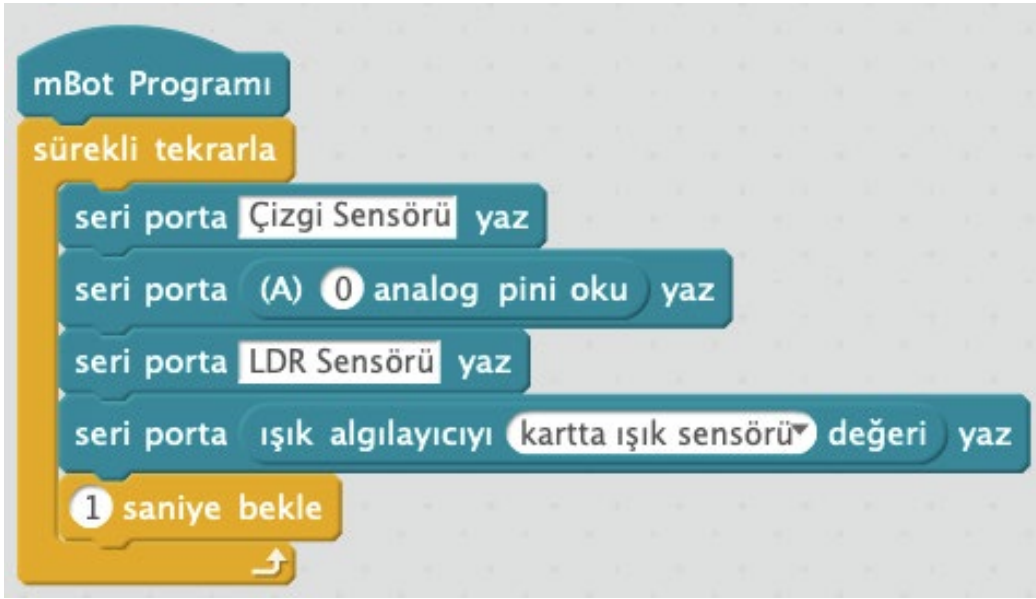 mBot Programı
sürekli tekrarla
seri porta Çizgi Sensörü yaz
seri porta (A) 0 analog pini oku yaz
seri porta LDR Sensörü yaz
seri porta ışık algılayıcıyı kartta ışık sensörü değeri yaz
1 saniye bekle